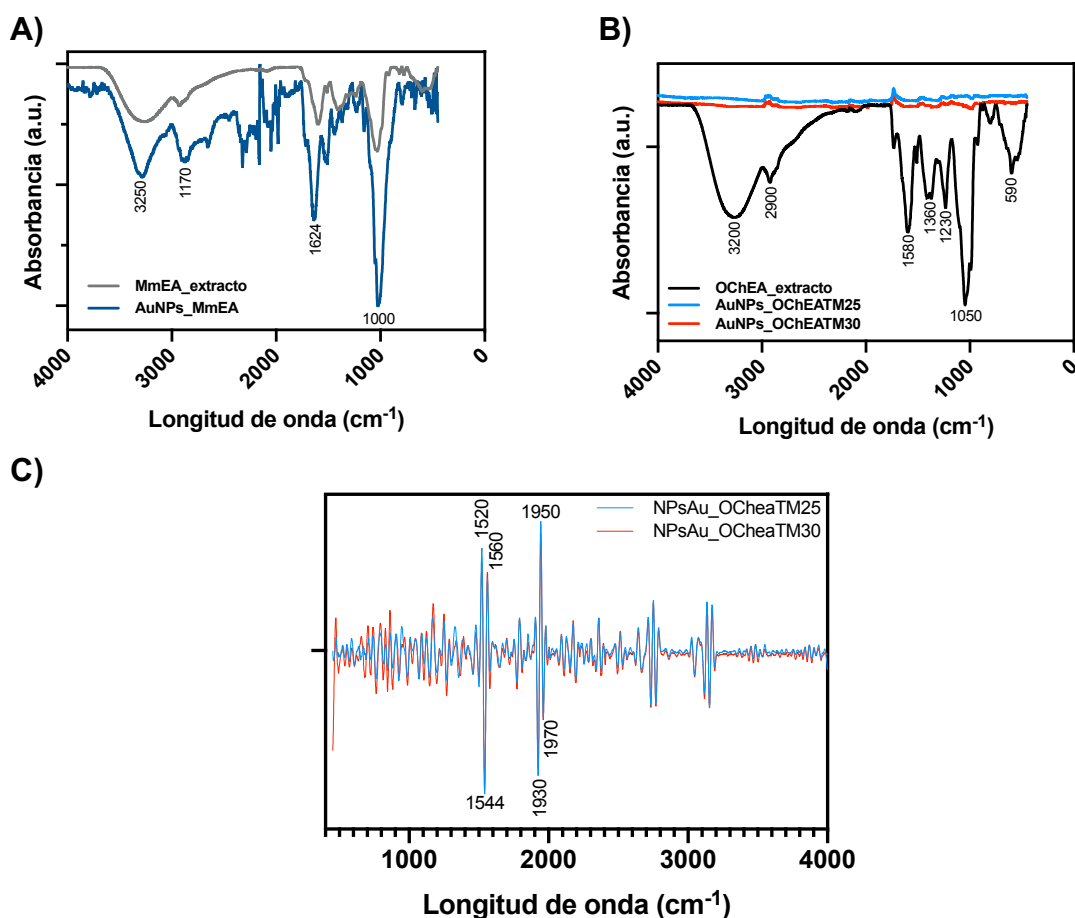 A)
Absorbancia (a.u.)
3250
1170
1624
1000
MmEA_extracto
AuNPs_MmEA
4000
3000
2000
1000
0
Longitud de onda (cm-1)
B)
Absorbancia (a.u.)
3200
2900
1580
1360
1230
1050
590
OChEA_extracto
AuNPs_OChEATM25
AuNPs_OChEATM30
4000
3000
2000
1000
0
Longitud de onda (cm-1)
C)
NPsAu_OCheaTM25
NPsAu_OCheaTM30
1520
1560
1950
1544
1930
1970
1000
2000
3000
4000
Longitud de onda (cm-1)